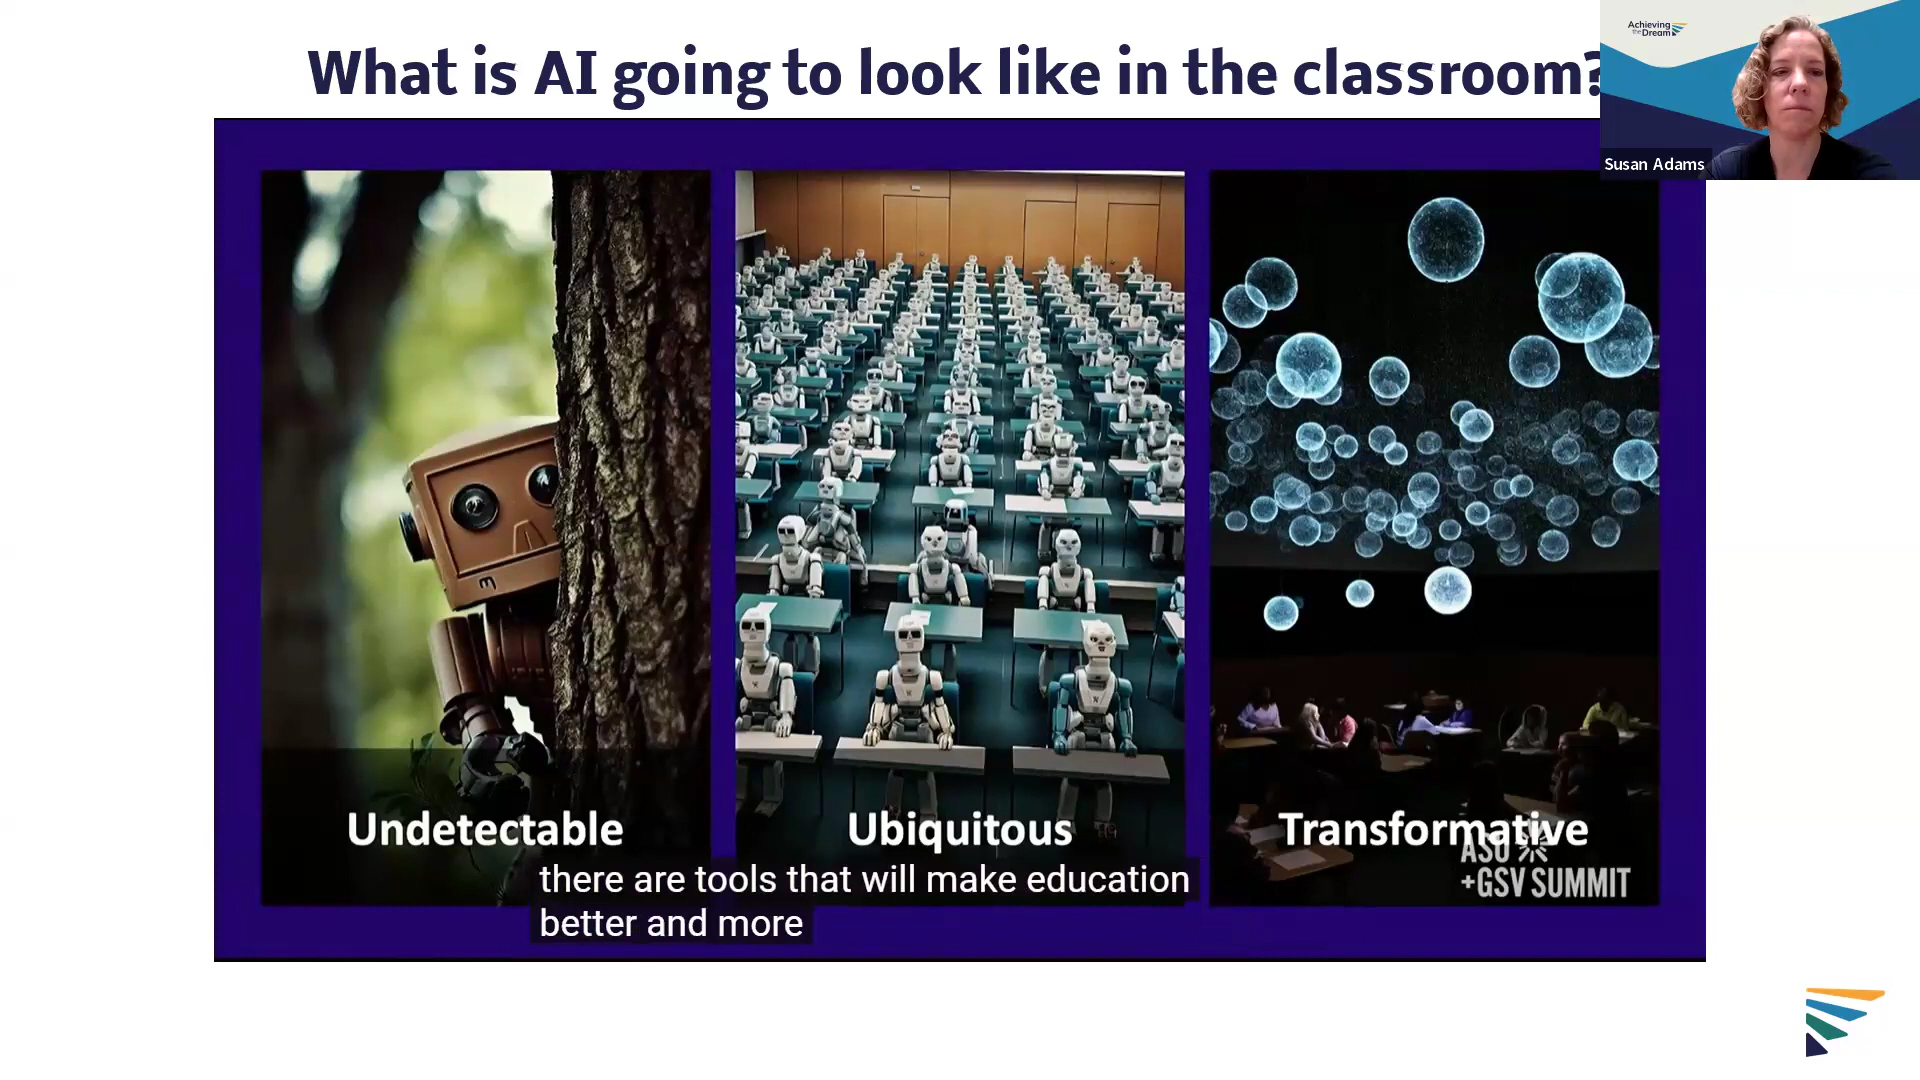 What is AI going to look like in the classroom?
Achieving
the Dream
Susan Adams
Undetectable
Ubiquitous
Transformative
ASU
+GSV SUMMIT
there are tools that will make education
better and more